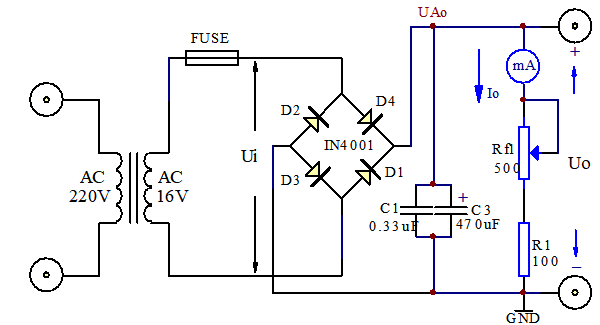 UAo
FUSE
+
mA
Io
D2
D4
IN4001
Ui
Rfl
500
Uo
AC
220V
AC
16V
D3
D1
C1
0.33uF
+
C3
470uF
R1
100
−
GND